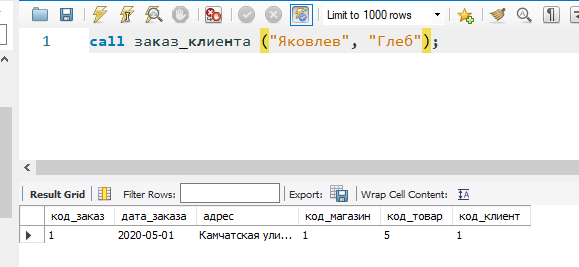 Limit to 1000 rows
1 call заказ_клиента ("Яковлев", "Глеб");
Result Grid Filter Rows: Export: Wrap Cell Content:
код_заказ дата_заказа адрес код_магазин код_товар код_клиент
1 2020-05-01 Камчатская ули... 1 5 1